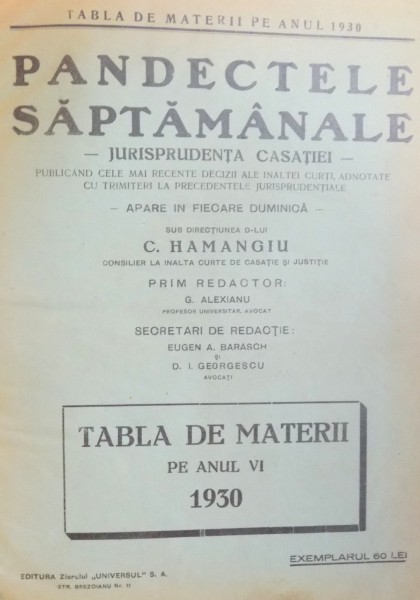 TABLA DE MATERII PE ANUL 1930
PANDECTELE
SĂPTĂMÂNALE
— JURISPRUDENȚA CASAȚIEI —
PUBLICAND CELE MAI RECENTE DECIZII ALE INALTEI CURȚI, ADNOTATE
CU TRIMITERI LA PRECEDENTELE JURISPRUDENȚIALE
— APARE IN FIECARE DUMINICĂ —
SUB DIRECȚIUNEA D-LUI
C. HAMANGIU
CONSILIER LA INALTA CURTE DE CASAȚIE ȘI JUSTIȚIE
PRIM REDACTOR:
G. ALEXIANU
PROFESOR UNIVERSITAR, AVOCAT
SECRETARI DE REDACȚIE:
EUGEN A. BARASCH
ȘI
D. I. GEORGESCU
AVOCAȚI
TABLA DE MATERII
PE ANUL VI
1930
EXEMPLARUL 60 LEI
EDITURA Ziarului „UNIVERSUL" S. A.
STR. BREZOIANU Nr. 11